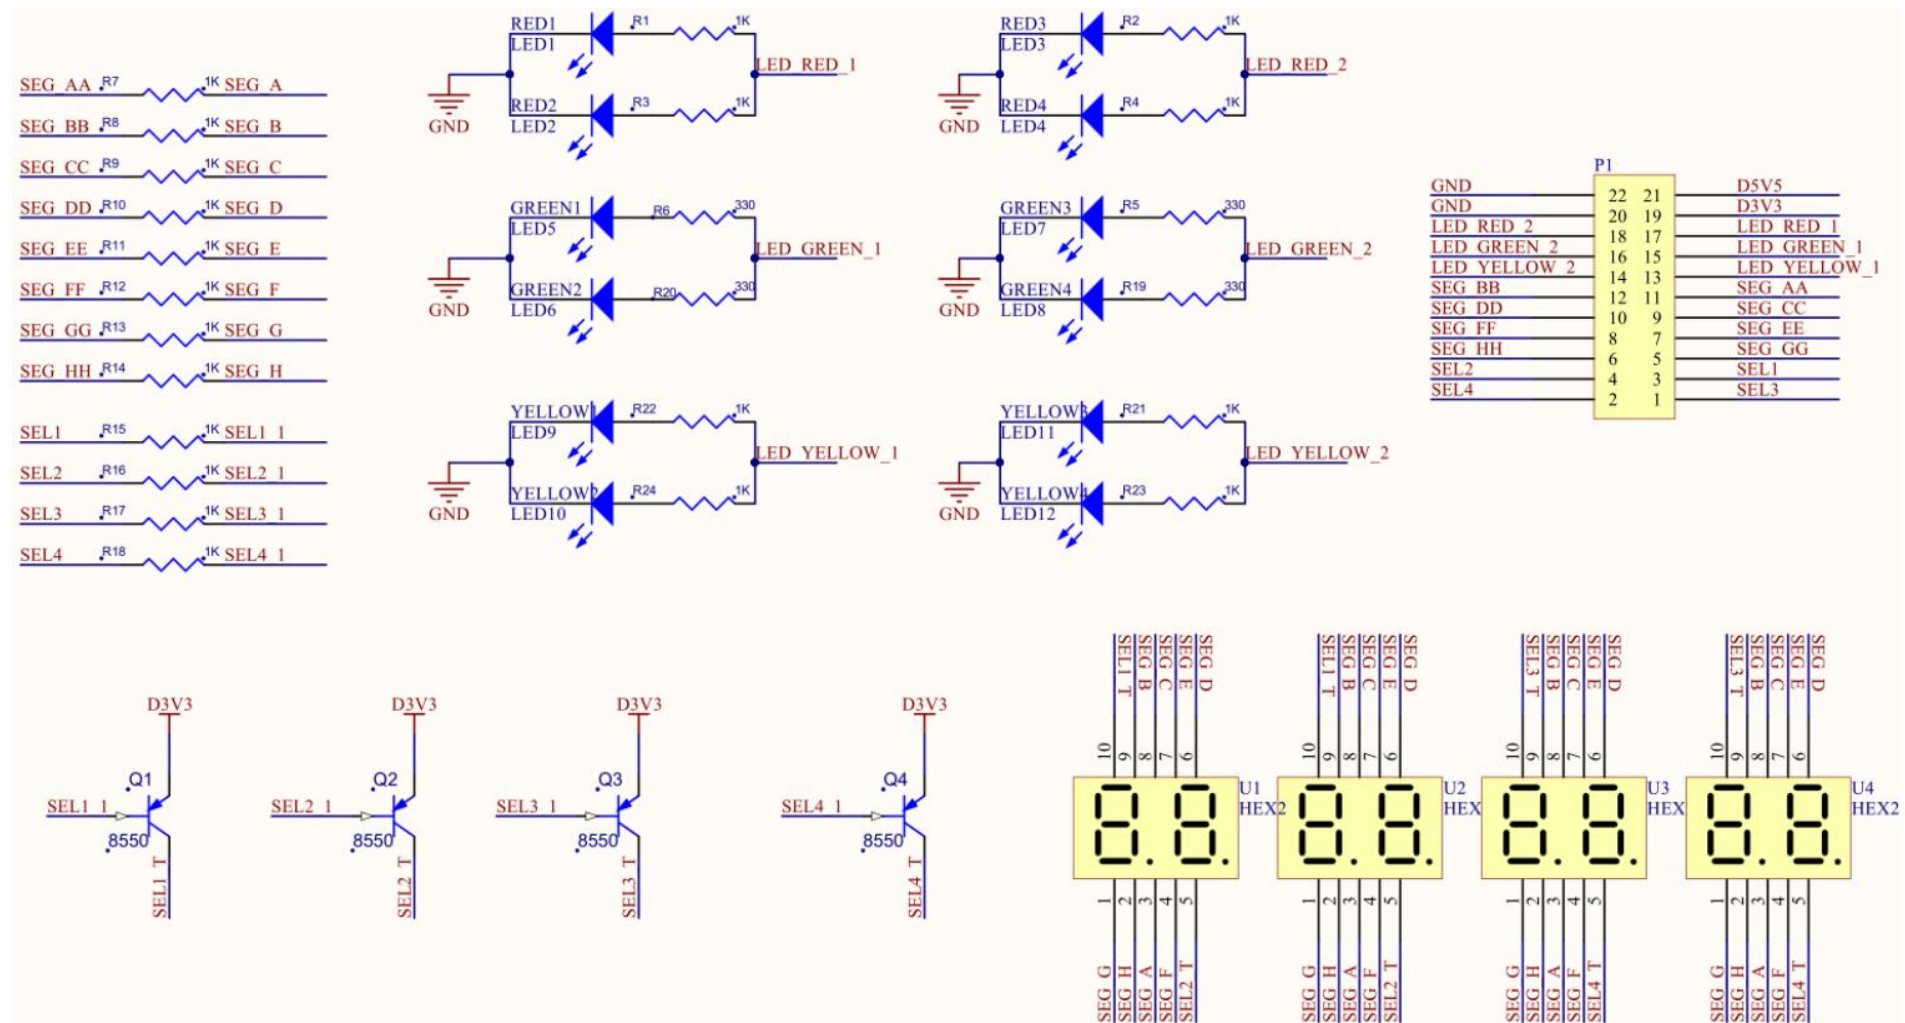 SEG_AA R7 1K SEG_A
SEG_BB R8 1K SEG_B
SEG_CC R9 1K SEG_C
SEG_DD R10 1K SEG_D
SEG_EE R11 1K SEG_E
SEG_FF R12 1K SEG_F
SEG_GG R13 1K SEG_G
SEG_HH R14 1K SEG_H
SEL1 R15 1K SEL1_1
SEL2 R16 1K SEL2_1
SEL3 R17 1K SEL3_1
SEL4 R18 1K SEL4_1
RED1 R1 1K
LED1
LED_RED_1
RED2 R3 1K
GND LED2
RED3 R2 1K
LED3
LED_RED_2
RED4 R4 1K
GND LED4
GREEN1 R6 330
LED5
LED_GREEN_1
GREEN2 R20 330
GND LED6
GREEN3 R5 330
LED7
LED_GREEN_2
GREEN4 R19 330
GND LED8
YELLOW1 R22 1K
LED9
LED_YELLOW_1
YELLOW2 R24 1K
GND LED10
YELLOW3 R21 1K
LED11
LED_YELLOW_2
YELLOW4 R23 1K
GND LED12
P1
GND 22 21 D5V5
GND 20 19 D3V3
LED_RED_2 18 17 LED_RED_1
LED_GREEN_2 16 15 LED_GREEN_1
LED_YELLOW_2 14 13 LED_YELLOW_1
SEG_BB 12 11 SEG_AA
SEG_DD 10 9 SEG_CC
SEG_FF 8 7 SEG_EE
SEG_HH 6 5 SEG_GG
SEL2 4 3 SEL1
SEL4 2 1 SEL3
D3V3
Q1
SEL1_1
8550
SEL1_T
D3V3
Q2
SEL2_1
8550
SEL2_T
D3V3
Q3
SEL3_1
8550
SEL3_T
D3V3
Q4
SEL4_1
8550
SEL4_T
SEL1_T SEG_B SEG_C SEG_E SEG_D
10 9 8 7 6
8.8.
U1
HEX2
1 2 3 4 5
SEG_G SEG_H SEG_A SEG_F SEL2_T
SEL1_T SEG_B SEG_C SEG_E SEG_D
10 9 8 7 6
8.8.
U2
HEX
1 2 3 4 5
SEG_G SEG_H SEG_A SEG_F SEL2_T
SEL3_T SEG_B SEG_C SEG_E SEG_D
10 9 8 7 6
8.8.
U3
HEX
1 2 3 4 5
SEG_G SEG_H SEG_A SEG_F SEL4_T
SEL3_T SEG_B SEG_C SEG_E SEG_D
10 9 8 7 6
8.8.
U4
HEX2
1 2 3 4 5
SEG_G SEG_H SEG_A SEG_F SEL4_T